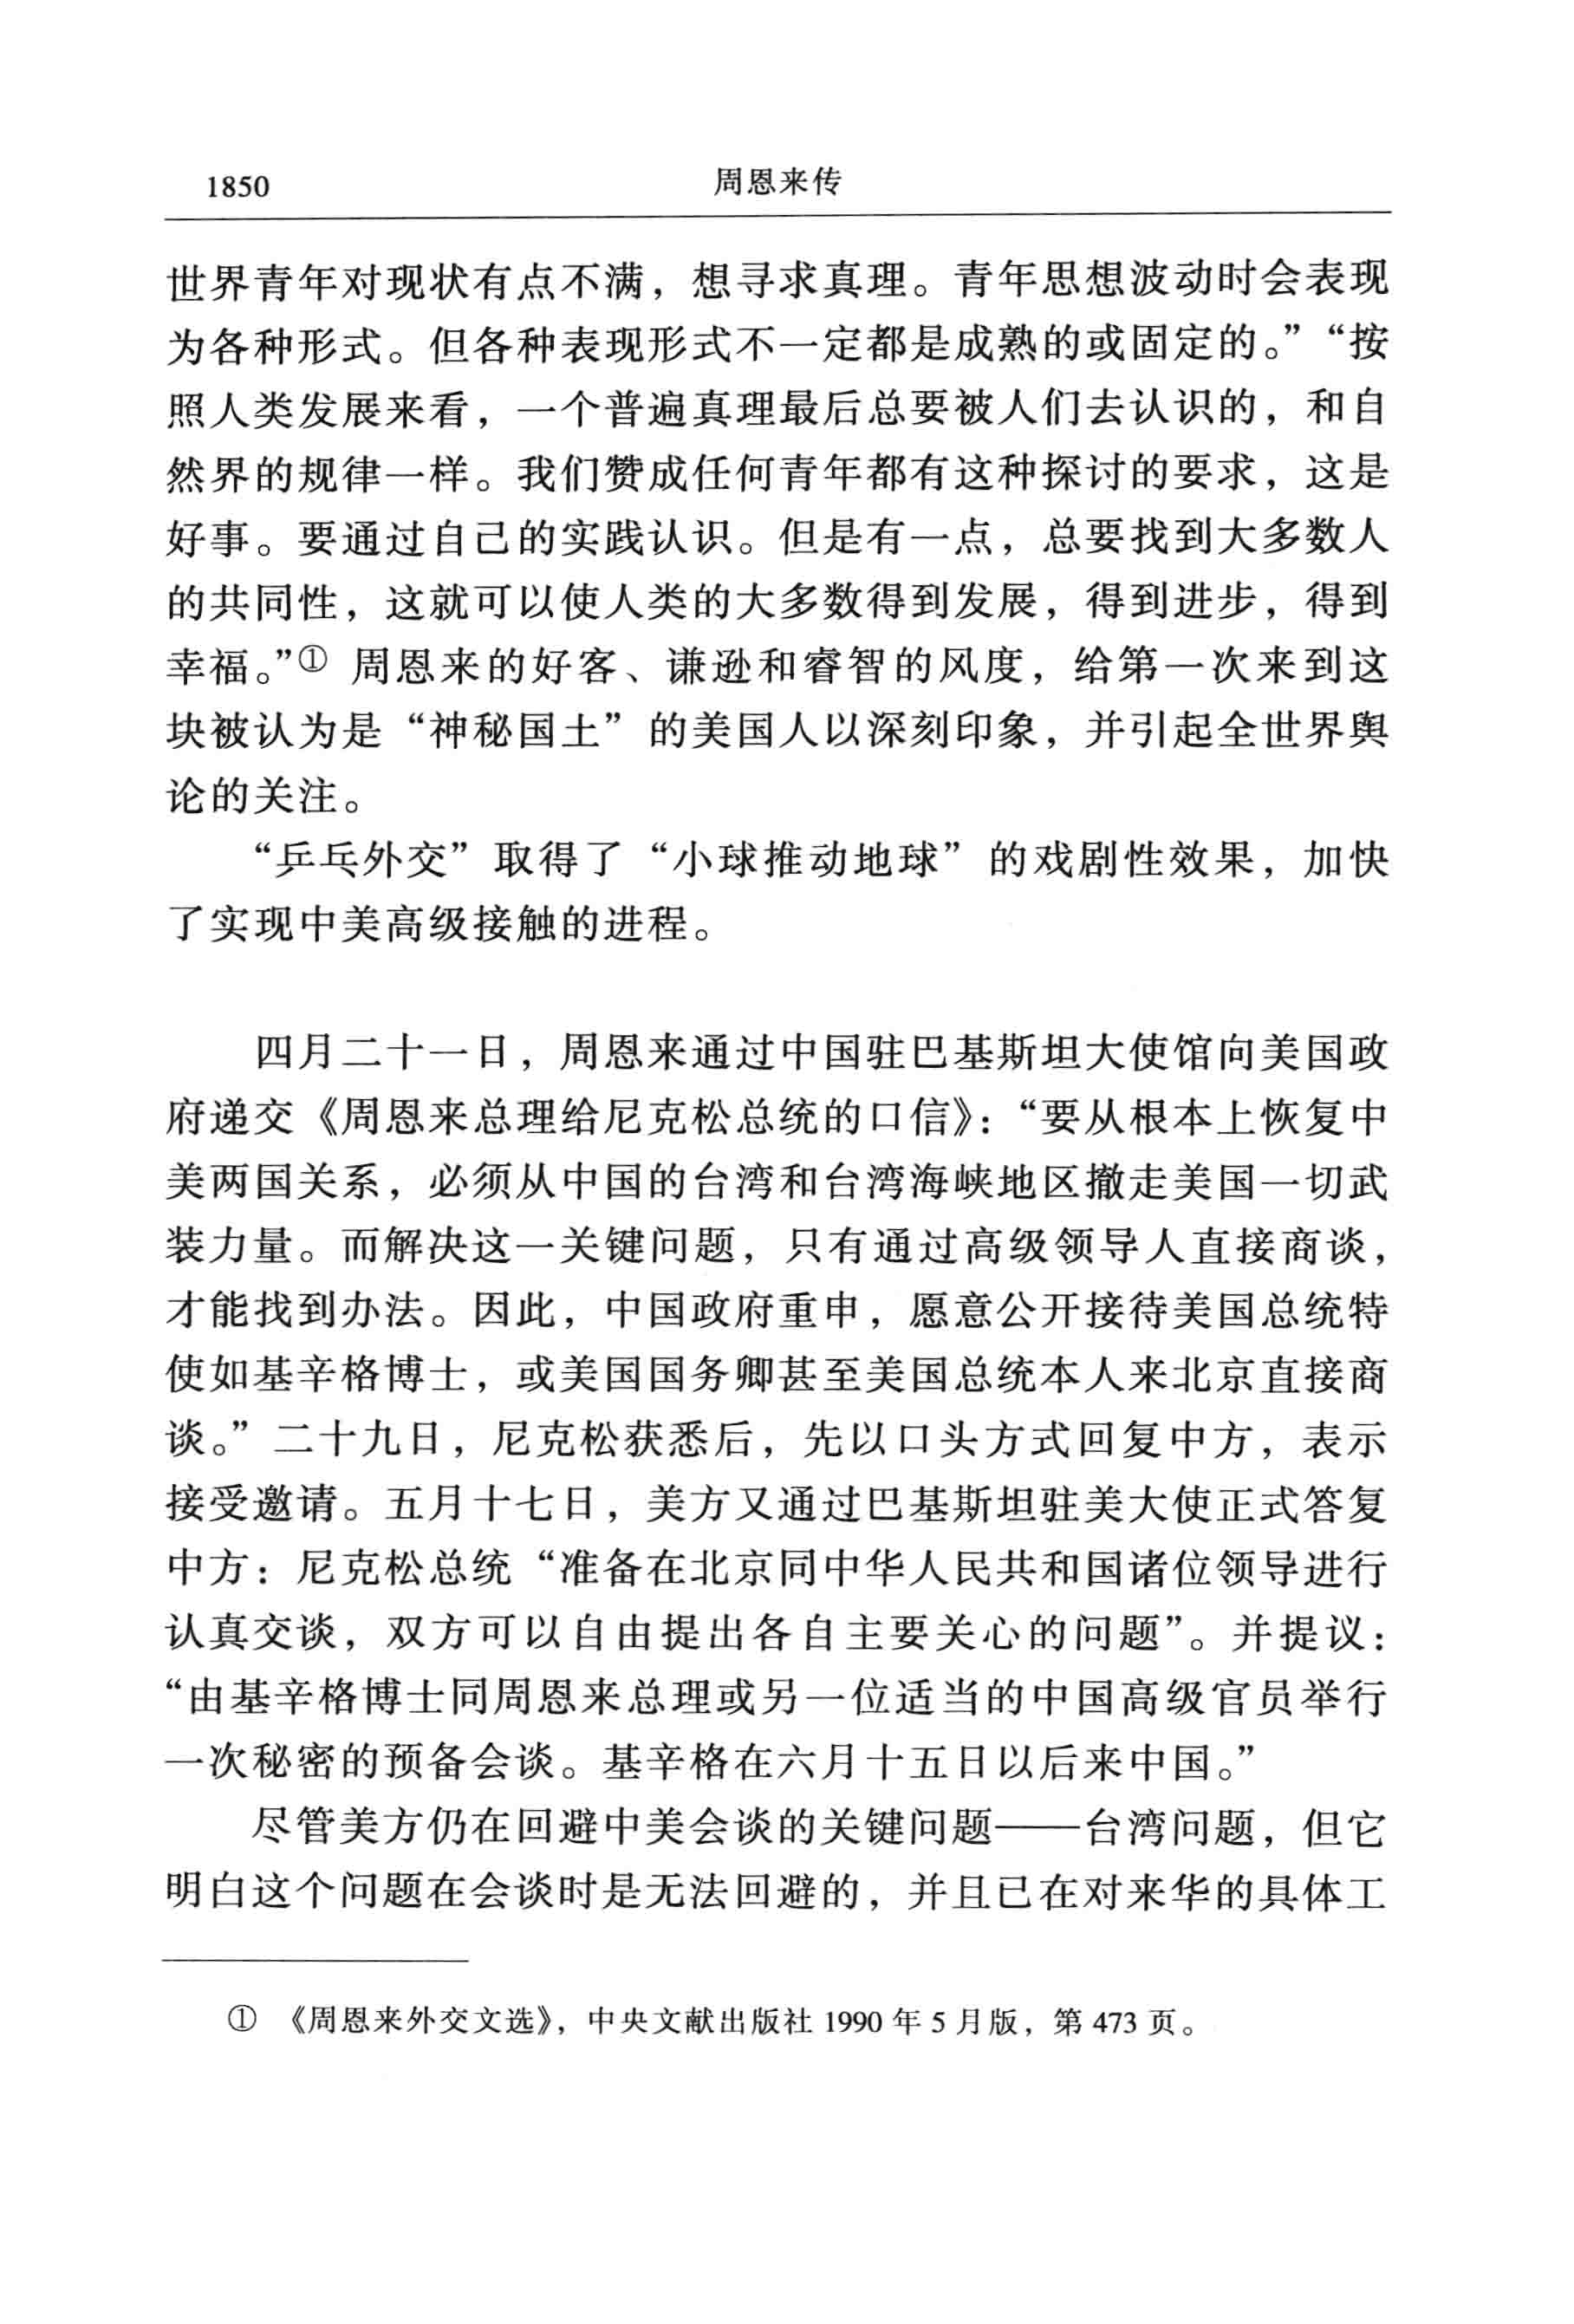 1850
周恩来传
世界青年对现状有点不满，想寻求真理。青年思想波动时会表现
为各种形式。但各种表现形式不一定都是成熟的或固定的。”“按
照人类发展来看，一个普遍真理最后总要被人们去认识的，和自
然界的规律一样。我们赞成任何青年都有这种探讨的要求，这是
好事。要通过自己的实践认识。但是有一点，总要找到大多数人
的共同性，这就可以使人类的大多数得到发展，得到进步，得到
幸福。”① 周恩来的好客、谦逊和睿智的风度，给第一次来到这
块被认为是“神秘国土”的美国人以深刻印象，并引起全世界舆
论的关注。
“乒乓外交”取得了“小球推动地球”的戏剧性效果，加快
了实现中美高级接触的进程。
四月二十一日，周恩来通过中国驻巴基斯坦大使馆向美国政
府递交《周恩来总理给尼克松总统的口信》：“要从根本上恢复中
美两国关系，必须从中国的台湾和台湾海峡地区撤走美国一切武
装力量。而解决这一关键问题，只有通过高级领导人直接商谈，
才能找到办法。因此，中国政府重申，愿意公开接待美国总统特
使如基辛格博士，或美国国务卿甚至美国总统本人来北京直接商
谈。”二十九日，尼克松获悉后，先以口头方式回复中方，表示
接受邀请。五月十七日，美方又通过巴基斯坦驻美大使正式答复
中方：尼克松总统“准备在北京同中华人民共和国诸位领导进行
认真交谈，双方可以自由提出各自主要关心的问题”。并提议：
“由基辛格博士同周恩来总理或另一位适当的中国高级官员举行
一次秘密的预备会谈。基辛格在六月十五日以后来中国。”
尽管美方仍在回避中美会谈的关键问题——台湾问题，但它
明白这个问题在会谈时是无法回避的，并且已在对来华的具体工
① 《周恩来外交文选》，中央文献出版社 1990 年 5 月版，第 473 页。